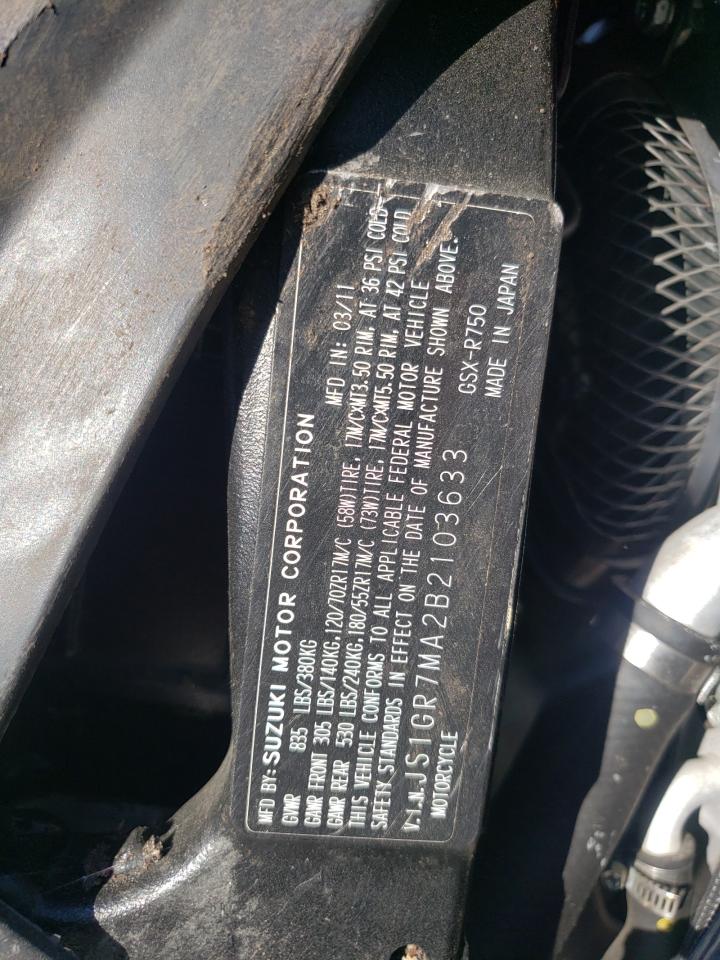 MFD BY: SUZUKI MOTOR CORPORATION
GVWR 835 LBS/380KG MFD IN: 03/11
GAWR FRONT 305 LBS/140KG, 120/70ZR17M/C (58W)TIRE, 17M/CXMT3.50 RIM, AT 36 PSI COLD
GAWR REAR 530 LBS/240KG, 180/55ZR17M/C (73W)TIRE, 17M/CXMT5.50 RIM, AT 42 PSI COLD
THIS VEHICLE CONFORMS TO ALL APPLICABLE FEDERAL MOTOR VEHICLE
SAFETY STANDARDS IN EFFECT ON THE DATE OF MANUFACTURE SHOWN ABOVE.
V.I.N. JS1GR7MA2B2103633 GSX-R750
MOTORCYCLE MADE IN JAPAN